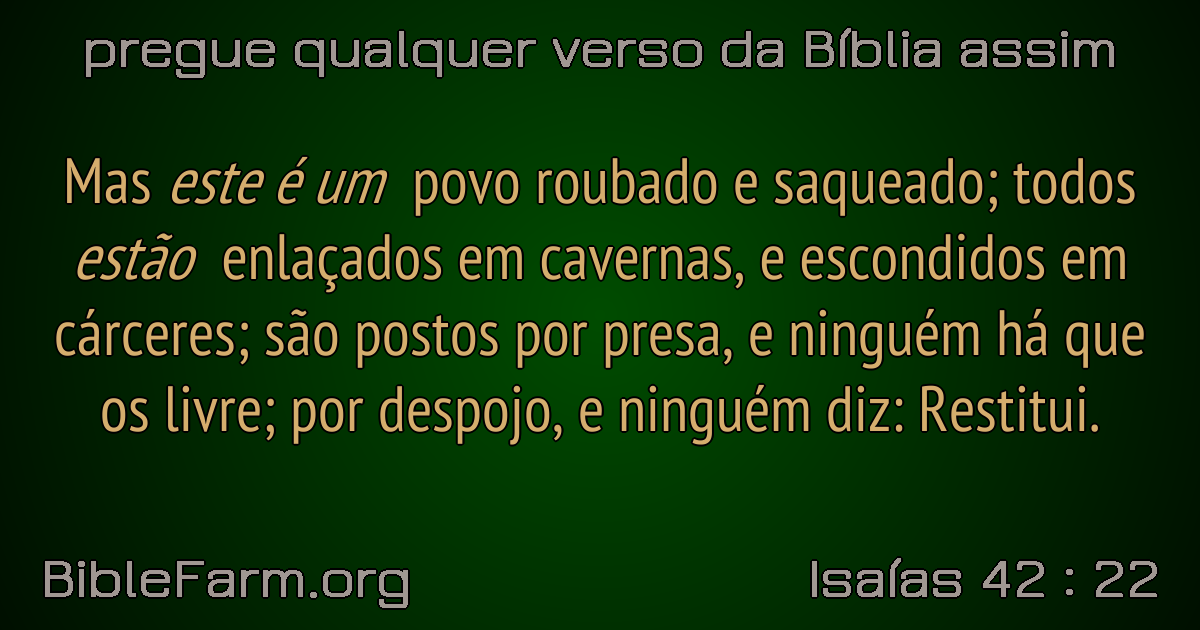 pregue qualquer verso da Bíblia assim
Mas este é um povo roubado e saqueado; todos
estão enlaçados em cavernas, e escondidos em
cárceres; são postos por presa, e ninguém há que
os livre; por despojo, e ninguém diz: Restitui.
BibleFarm.org
Isaías 42 : 22